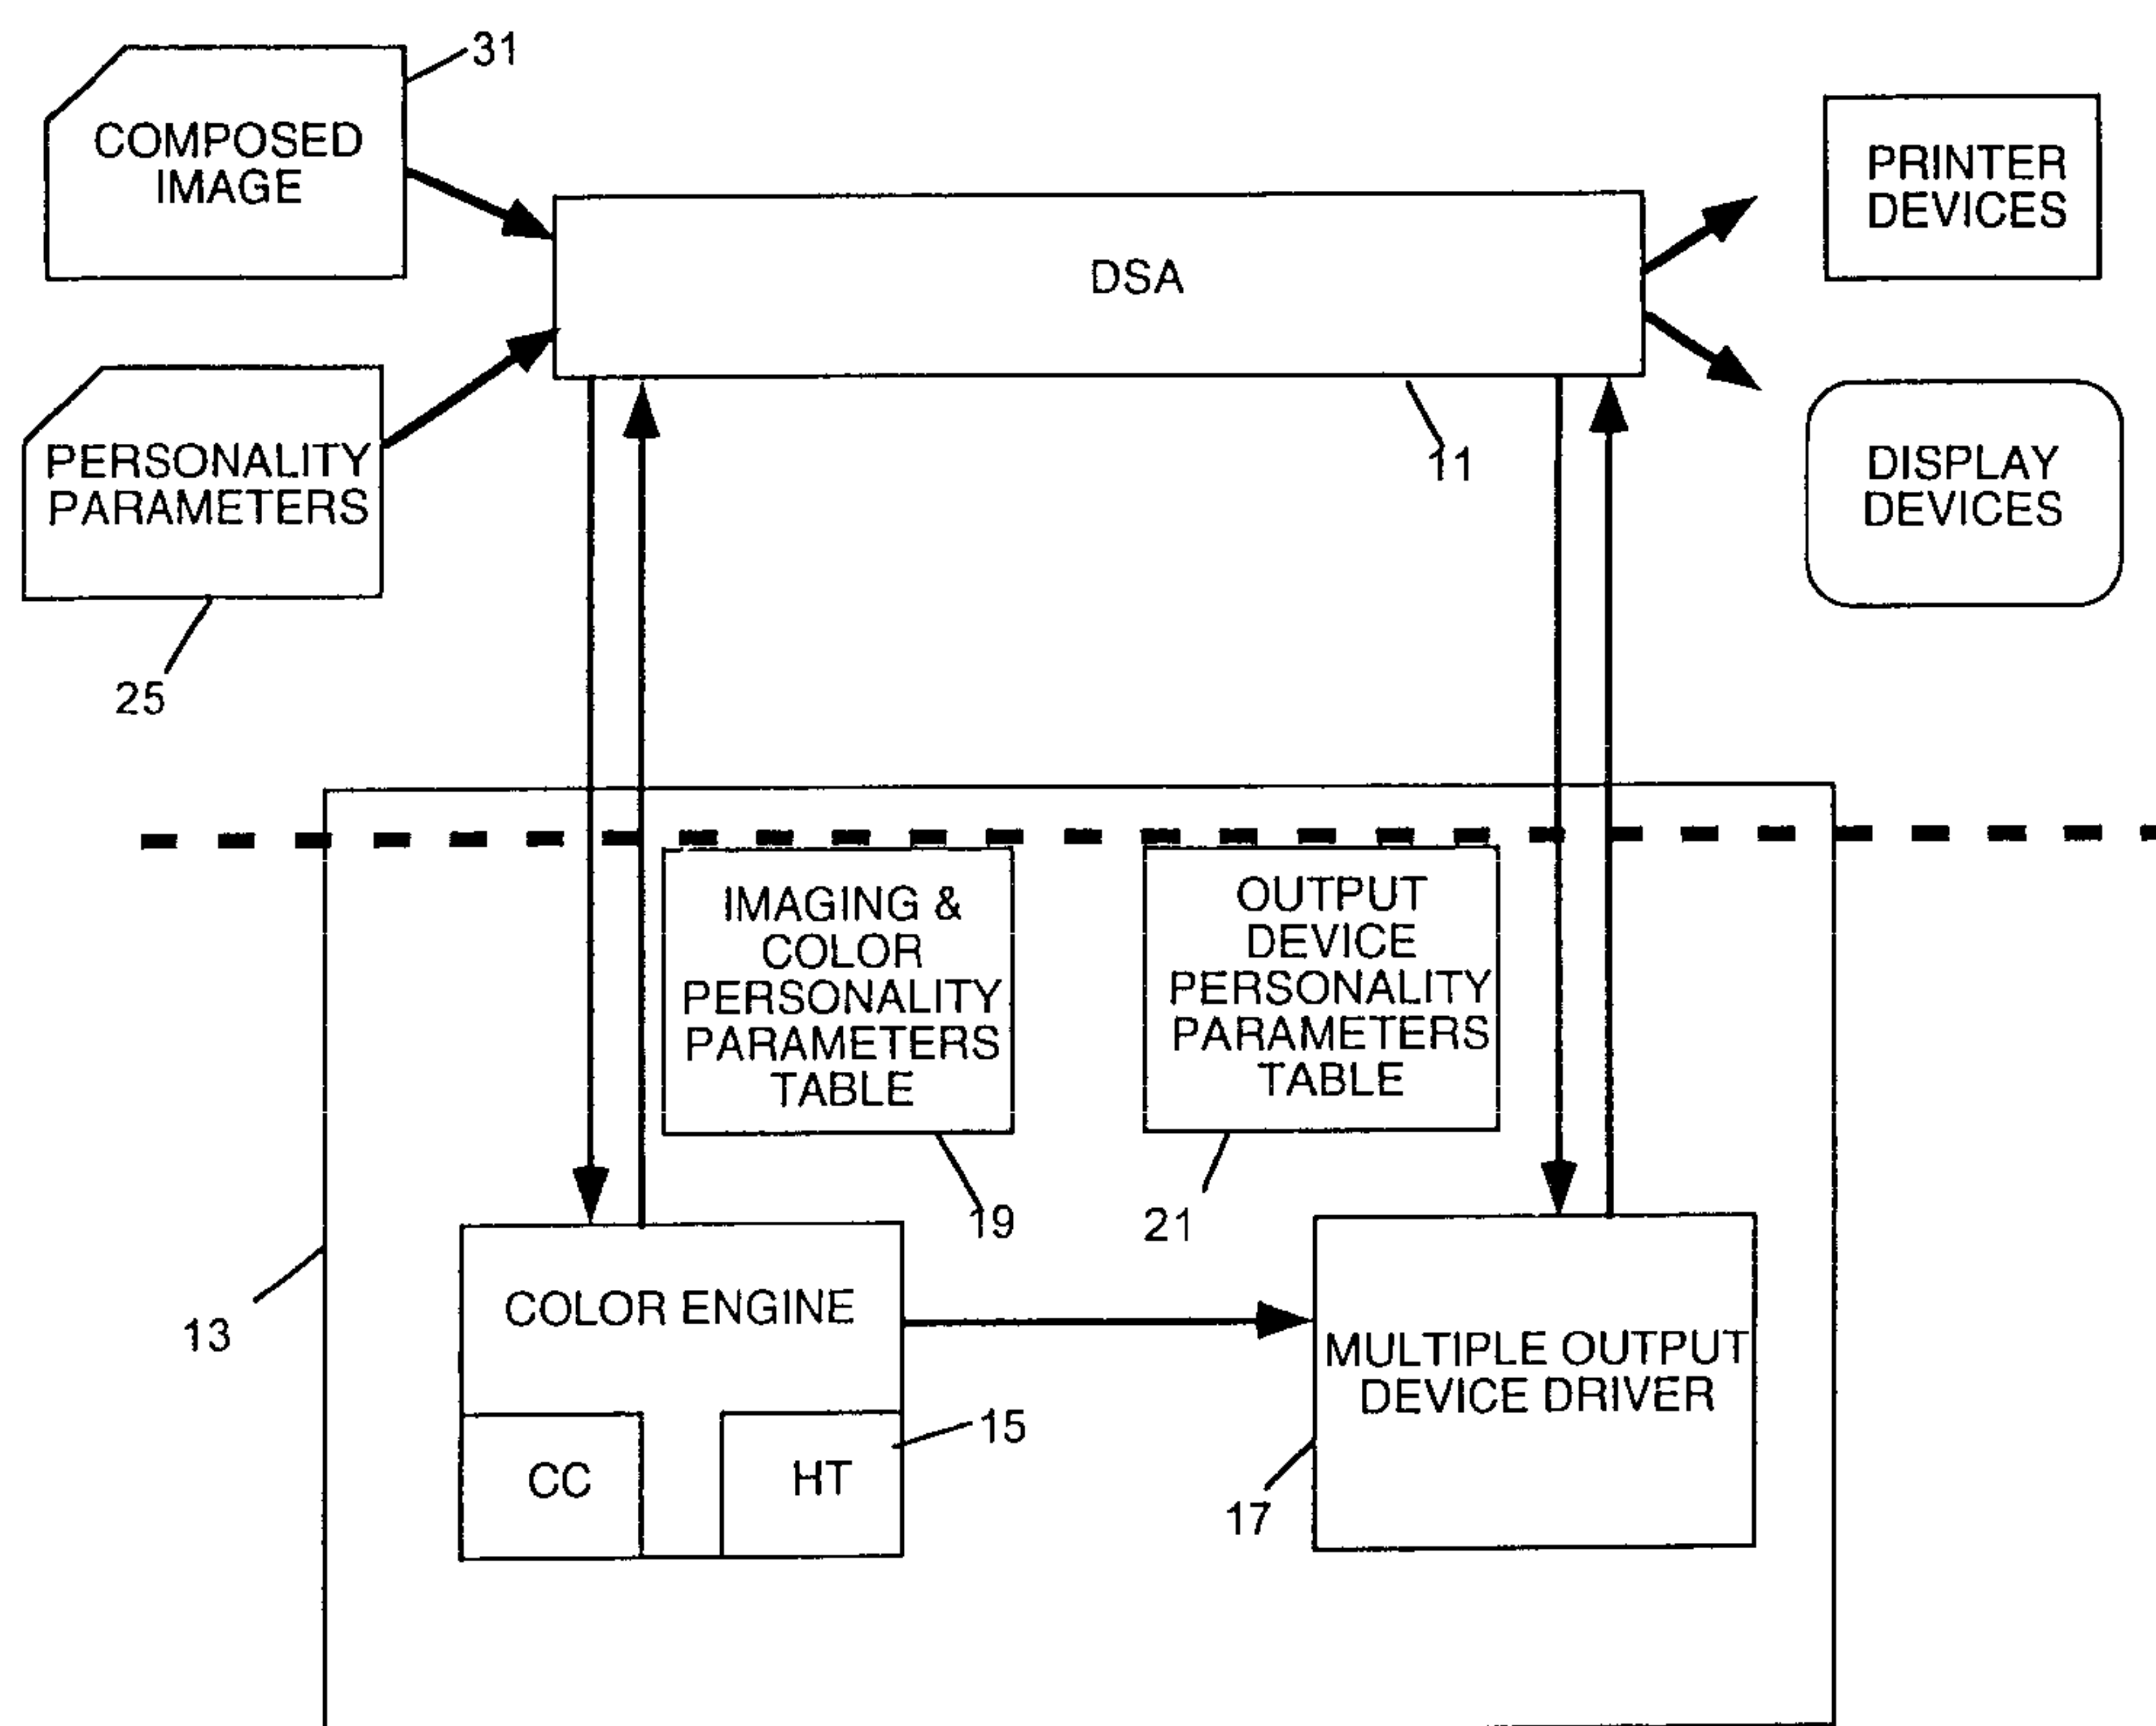 31
COMPOSED
IMAGE
PRINTER
DEVICES
DSA
PERSONALITY
PARAMETERS
11
DISPLAY
DEVICES
25
IMAGING &
COLOR
PERSONALITY
PARAMETERS
TABLE
OUTPUT
DEVICE
PERSONALITY
PARAMETERS
TABLE
19
21
13
COLOR ENGINE
MULTIPLE OUTPUT
DEVICE DRIVER
15
CC
HT
17